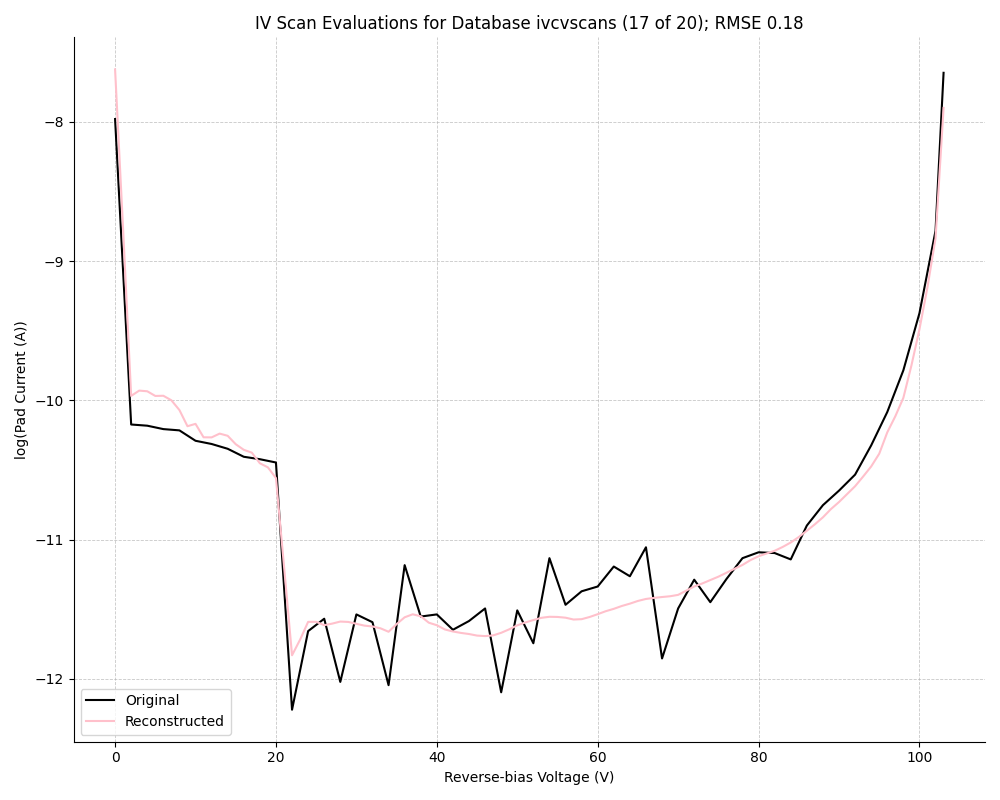 IV Scan Evaluations for Database ivcvscans (17 of 20); RMSE 0.18
log(Pad Current (A))
−8
−9
−10
−11
−12
Original
Reconstructed
0
20
40
60
80
100
Reverse-bias Voltage (V)